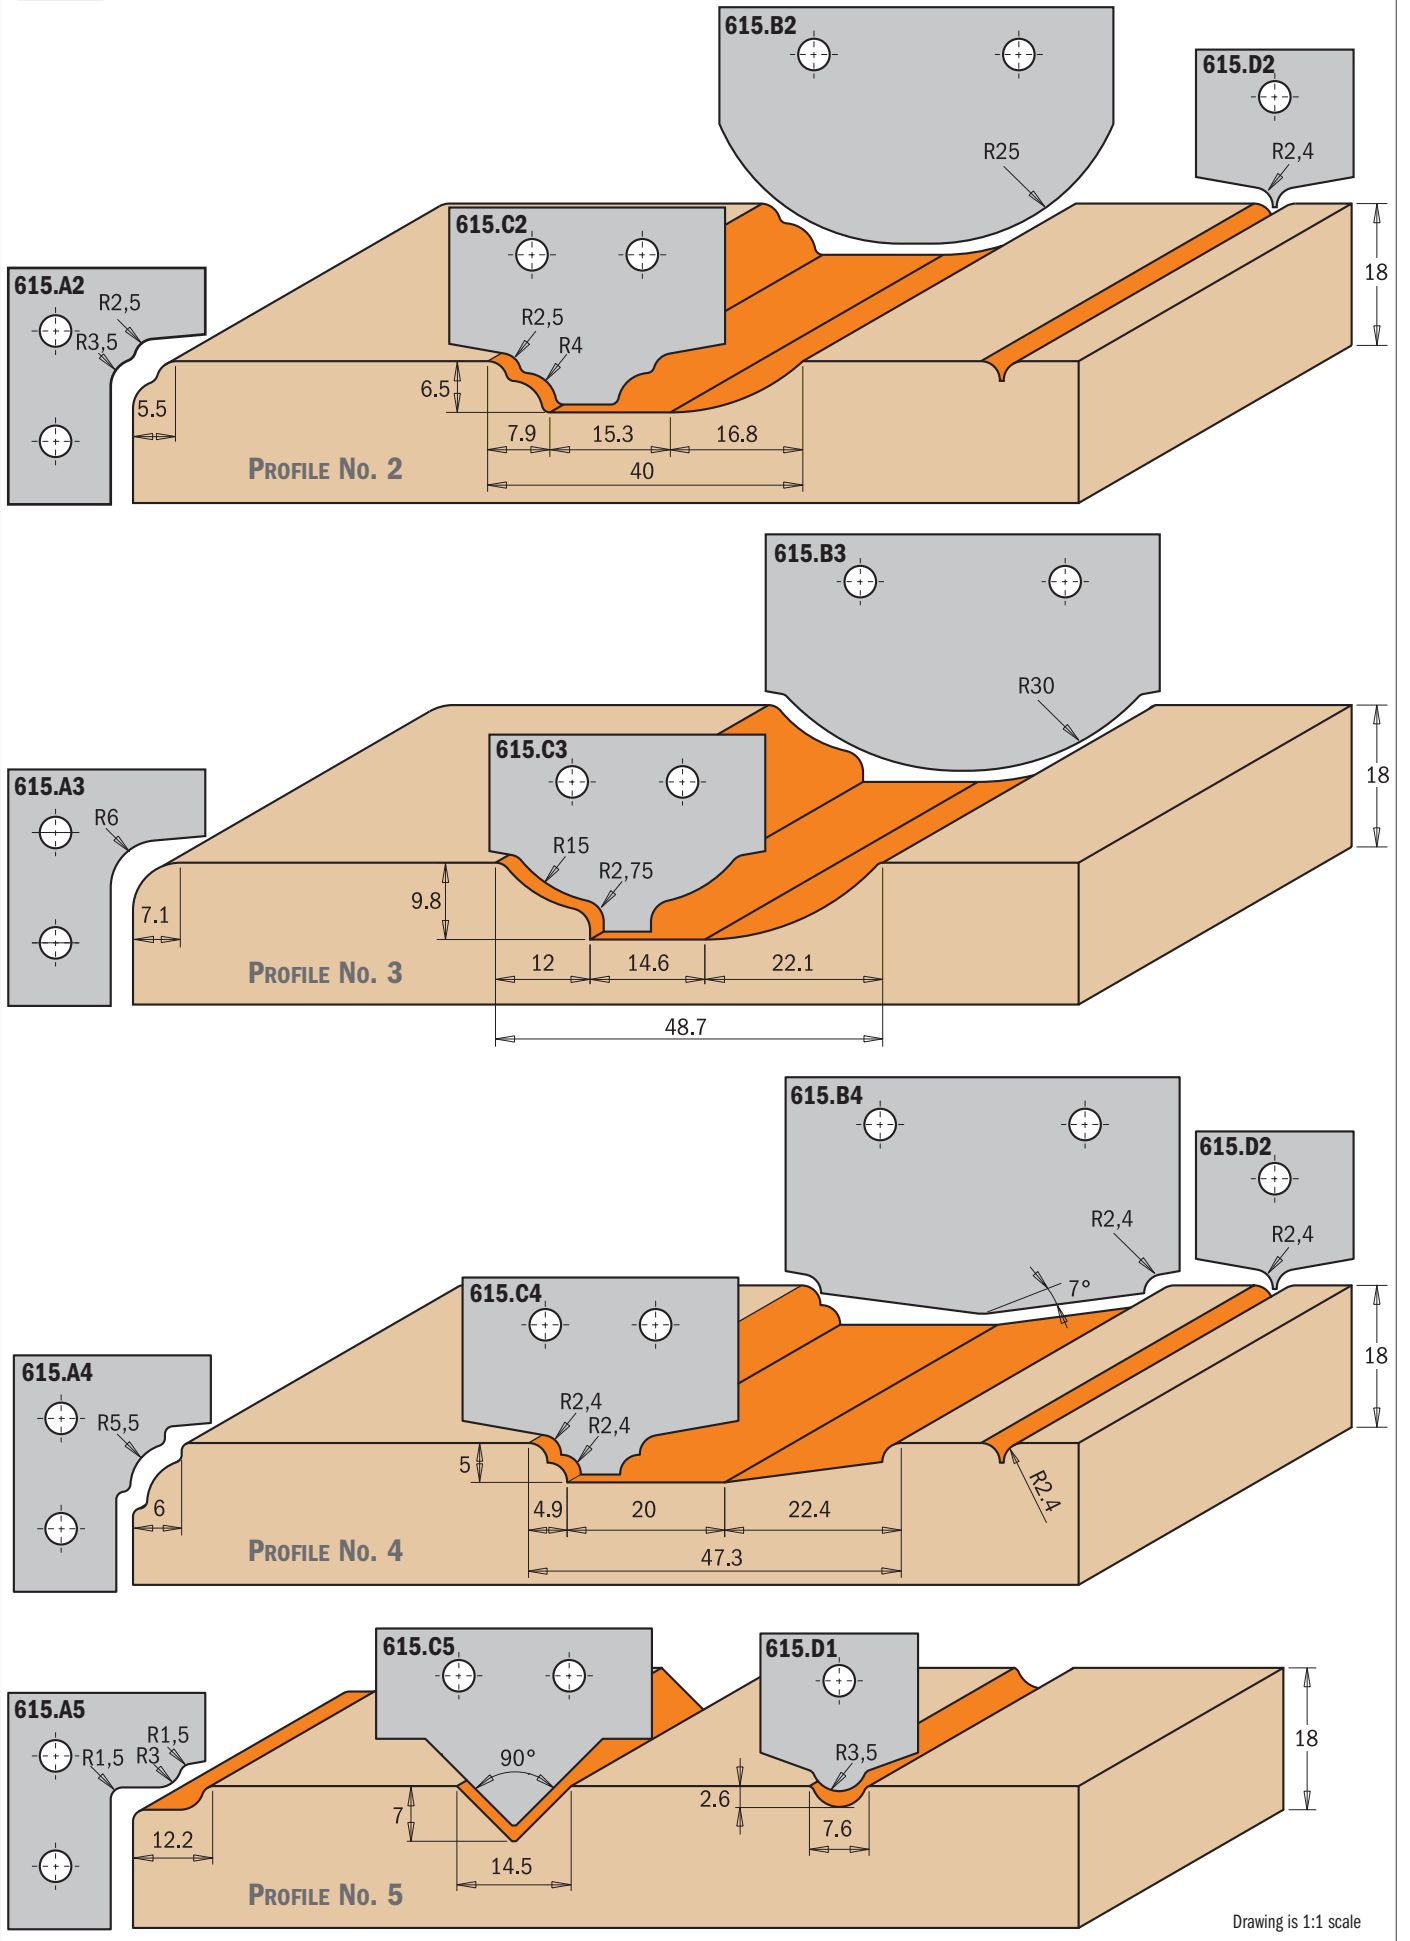 615.B2
615.D2
R25
R2,4
615.C2
18
615.A2
R2,5
R3,5
R2,5
R4
6.5
5.5
7.9
15.3
16.8
40
PROFILE NO. 2
615.B3
R30
615.C3
18
615.A3
R6
R15
R2,75
9.8
7.1
12
14.6
22.1
PROFILE NO. 3
48.7
615.B4
615.D2
R2,4
R2,4
7°
615.C4
18
615.A4
R5,5
R2,4
R2,4
5
R2.4
6
4.9
20
22.4
PROFILE NO. 4
47.3
615.C5
615.D1
615.A5
R1,5
R3
R1,5
90°
R3,5
18
7
2.6
12.2
7.6
14.5
PROFILE NO. 5
Drawing is 1:1 scale